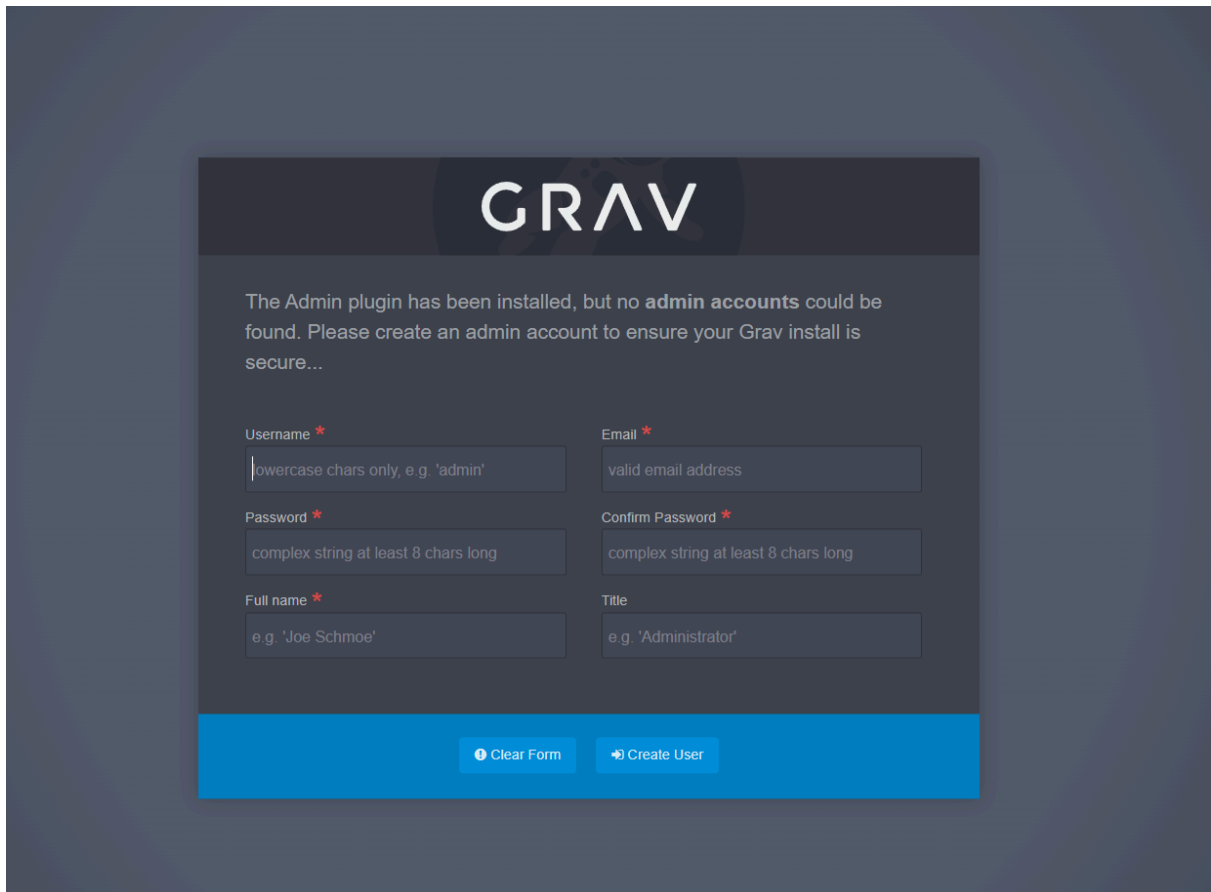 GRAV
The Admin plugin has been installed, but no admin accounts could be
found. Please create an admin account to ensure your Grav install is
secure...
Username *
Email *
lowercase chars only, e.g. 'admin'
valid email address
Password *
Confirm Password *
complex string at least 8 chars long
complex string at least 8 chars long
Full name *
Title
e.g. 'Joe Schmoe'
e.g. 'Administrator'
Clear Form
Create User